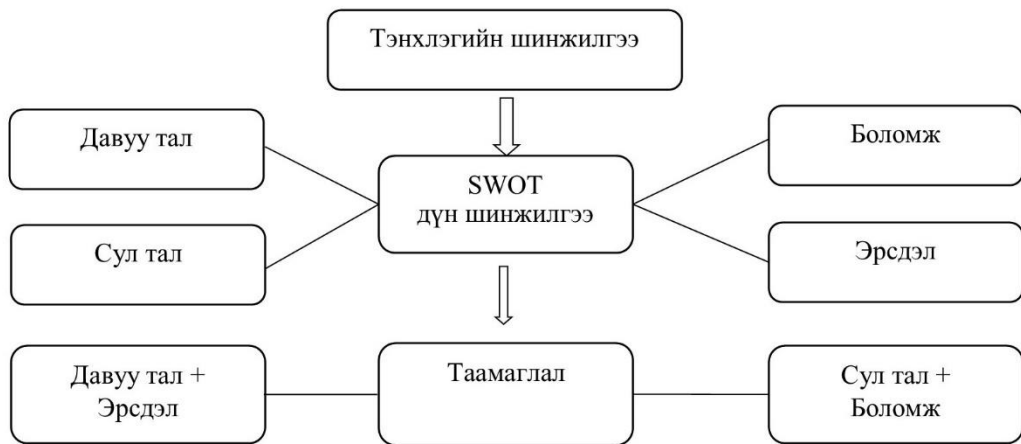 Тэнхлэгийн шинжилгээ
Давуу тал
Боломж
SWOT
дүн шинжилгээ
Сул тал
Эрсдэл
Давуу тал +
Эрсдэл
Таамаглал
Сул тал +
Боломж